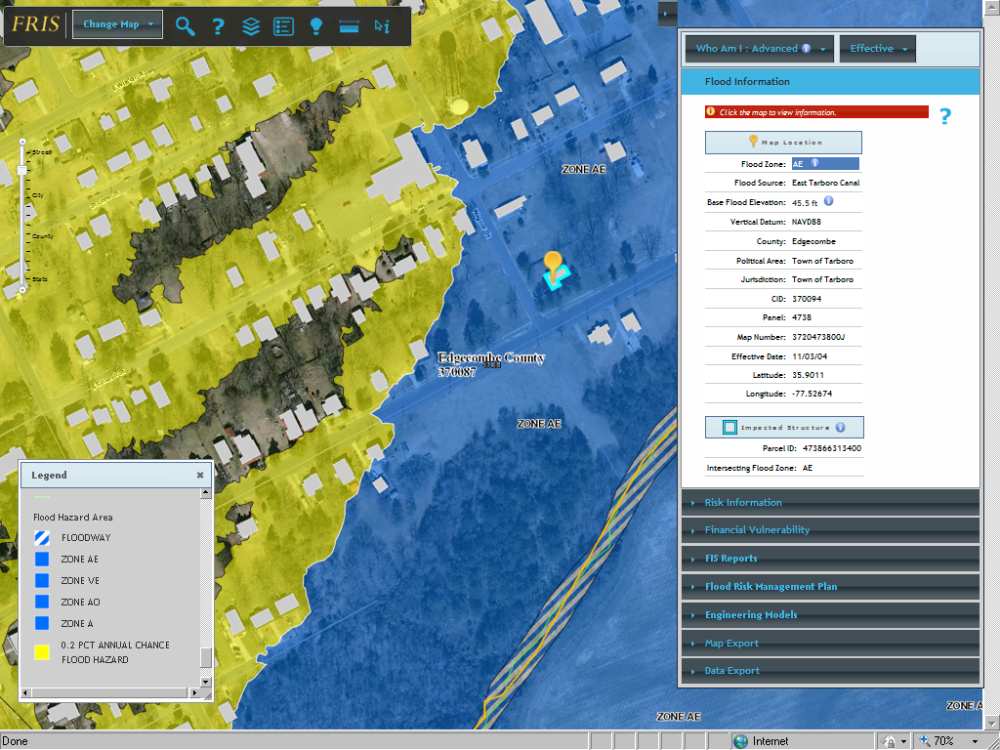 FRIS
Change Map
?
Who Am I : Advanced
Effective
Flood Information
Click the map to view information.
?
Map Location
Flood Zone: AE
Flood Source: East Tarboro Canal
Base Flood Elevation: 45.5 ft
Vertical Datum: NAVD88
County: Edgecombe
Political Area: Town of Tarboro
Jurisdiction: Town of Tarboro
CID: 370094
Panel: 4738
Map Number: 3720473800J
Effective Date: 11/03/04
Latitude: 35.9011
Longitude: -77.52674
Impacted Structure
Parcel ID: 473866313400
Intersecting Flood Zone: AE
Risk Information
Financial Vulnerability
FIS Reports
Flood Risk Management Plan
Engineering Models
Map Export
Data Export
Street
City
County
State
ZONE AE
Edgecombe County
370087
ZONE AE
ZONE AE
ZONE A
Legend
Flood Hazard Area
FLOODWAY
ZONE AE
ZONE VE
ZONE AO
ZONE A
0.2 PCT ANNUAL CHANCE
FLOOD HAZARD
Done
Internet
70%